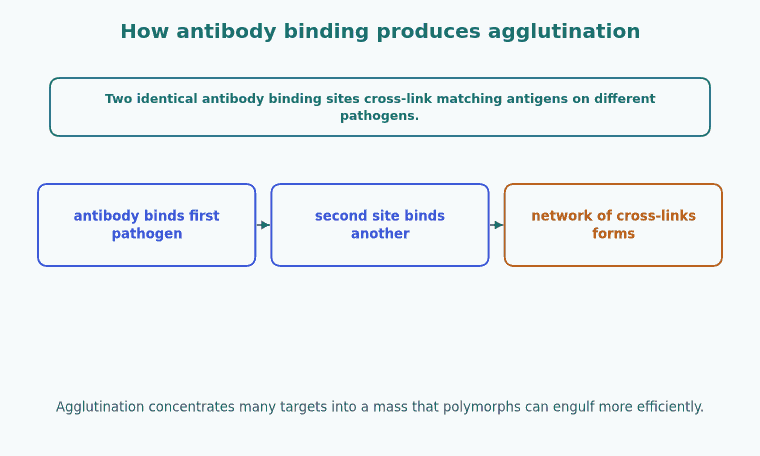 How antibody binding produces agglutination
Two identical antibody binding sites cross-link matching antigens on different
pathogens.
antibody binds first
pathogen
second site binds
another
network of cross-links
forms
Agglutination concentrates many targets into a mass that polymorphs can engulf more efficiently.